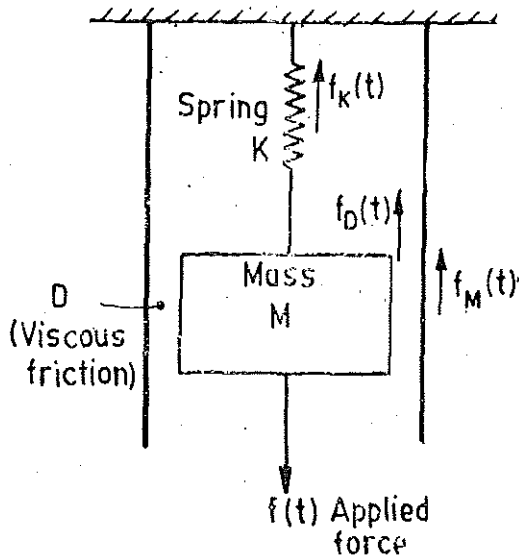 f_K(t)
Spring
K
f_D(t)
Mass
M
f_M(t)
D
(Viscous
friction)
f(t) Applied
force